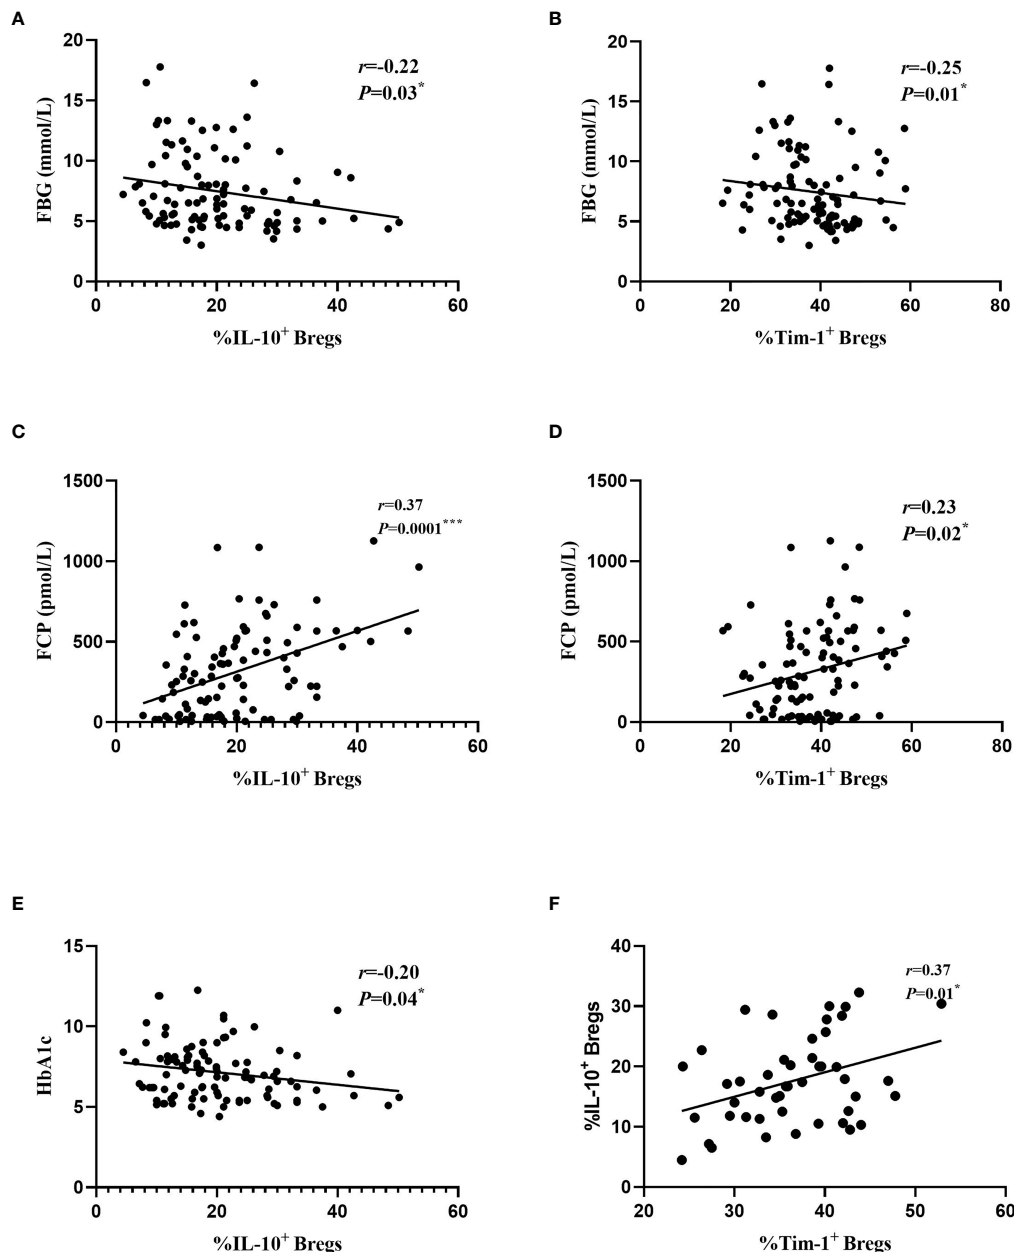 A
FBG (mmol/L)
20
15
10
5
0
0 20 40 60
r=-0.22
P=0.03*
%IL-10+ Bregs
B
FBG (mmol/L)
20
15
10
5
0
0 20 40 60 80
r=-0.25
P=0.01*
%Tim-1+ Bregs
C
FCP (pmol/L)
1500
1000
500
0
0 20 40 60
r=0.37
P=0.0001***
%IL-10+ Bregs
D
FCP (pmol/L)
1500
1000
500
0
0 20 40 60 80
r=0.23
P=0.02*
%Tim-1+ Bregs
E
HbA1c
15
10
5
0
0 20 40 60
r=-0.20
P=0.04*
%IL-10+ Bregs
F
%IL-10+ Bregs
40
30
20
10
0
20 30 40 50 60
r=0.37
P=0.01*
%Tim-1+ Bregs